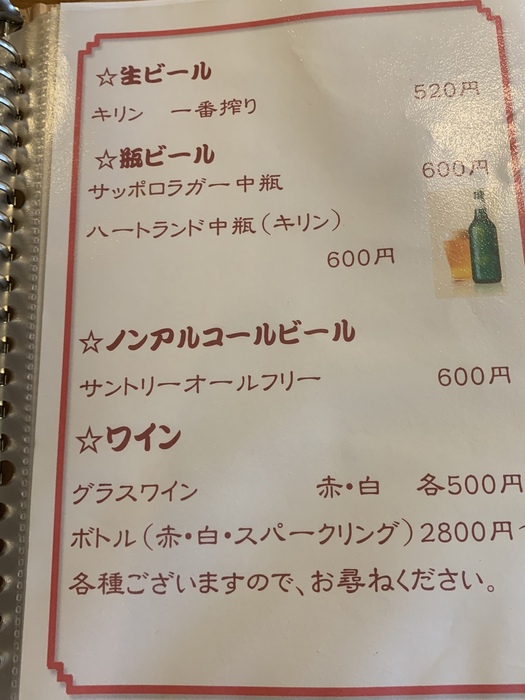 ☆生ビール
キリン　一番搾り　520円
☆瓶ビール
サッポロラガー中瓶　600円
ハートランド中瓶（キリン）
600円
☆ノンアルコールビール
サントリーオールフリー　600円
☆ワイン
グラスワイン　赤・白　各500円
ボトル（赤・白・スパークリング）2800円～
各種ございますので、お尋ねください。